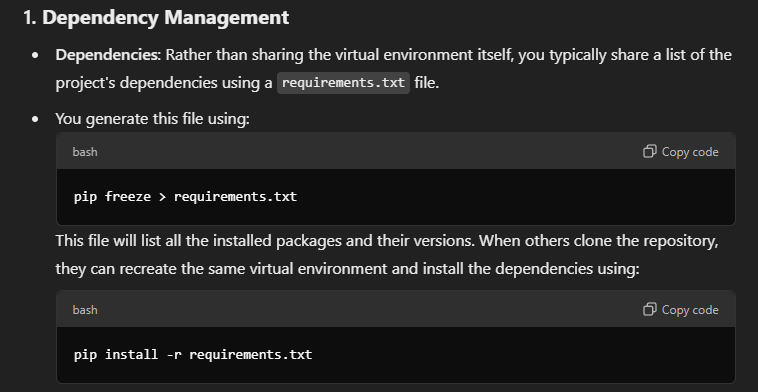 1. Dependency Management
• Dependencies: Rather than sharing the virtual environment itself, you typically share a list of the
project's dependencies using a requirements.txt file.
• You generate this file using:
bash Copy code
pip freeze > requirements.txt
This file will list all the installed packages and their versions. When others clone the repository,
they can recreate the same virtual environment and install the dependencies using:
bash Copy code
pip install -r requirements.txt